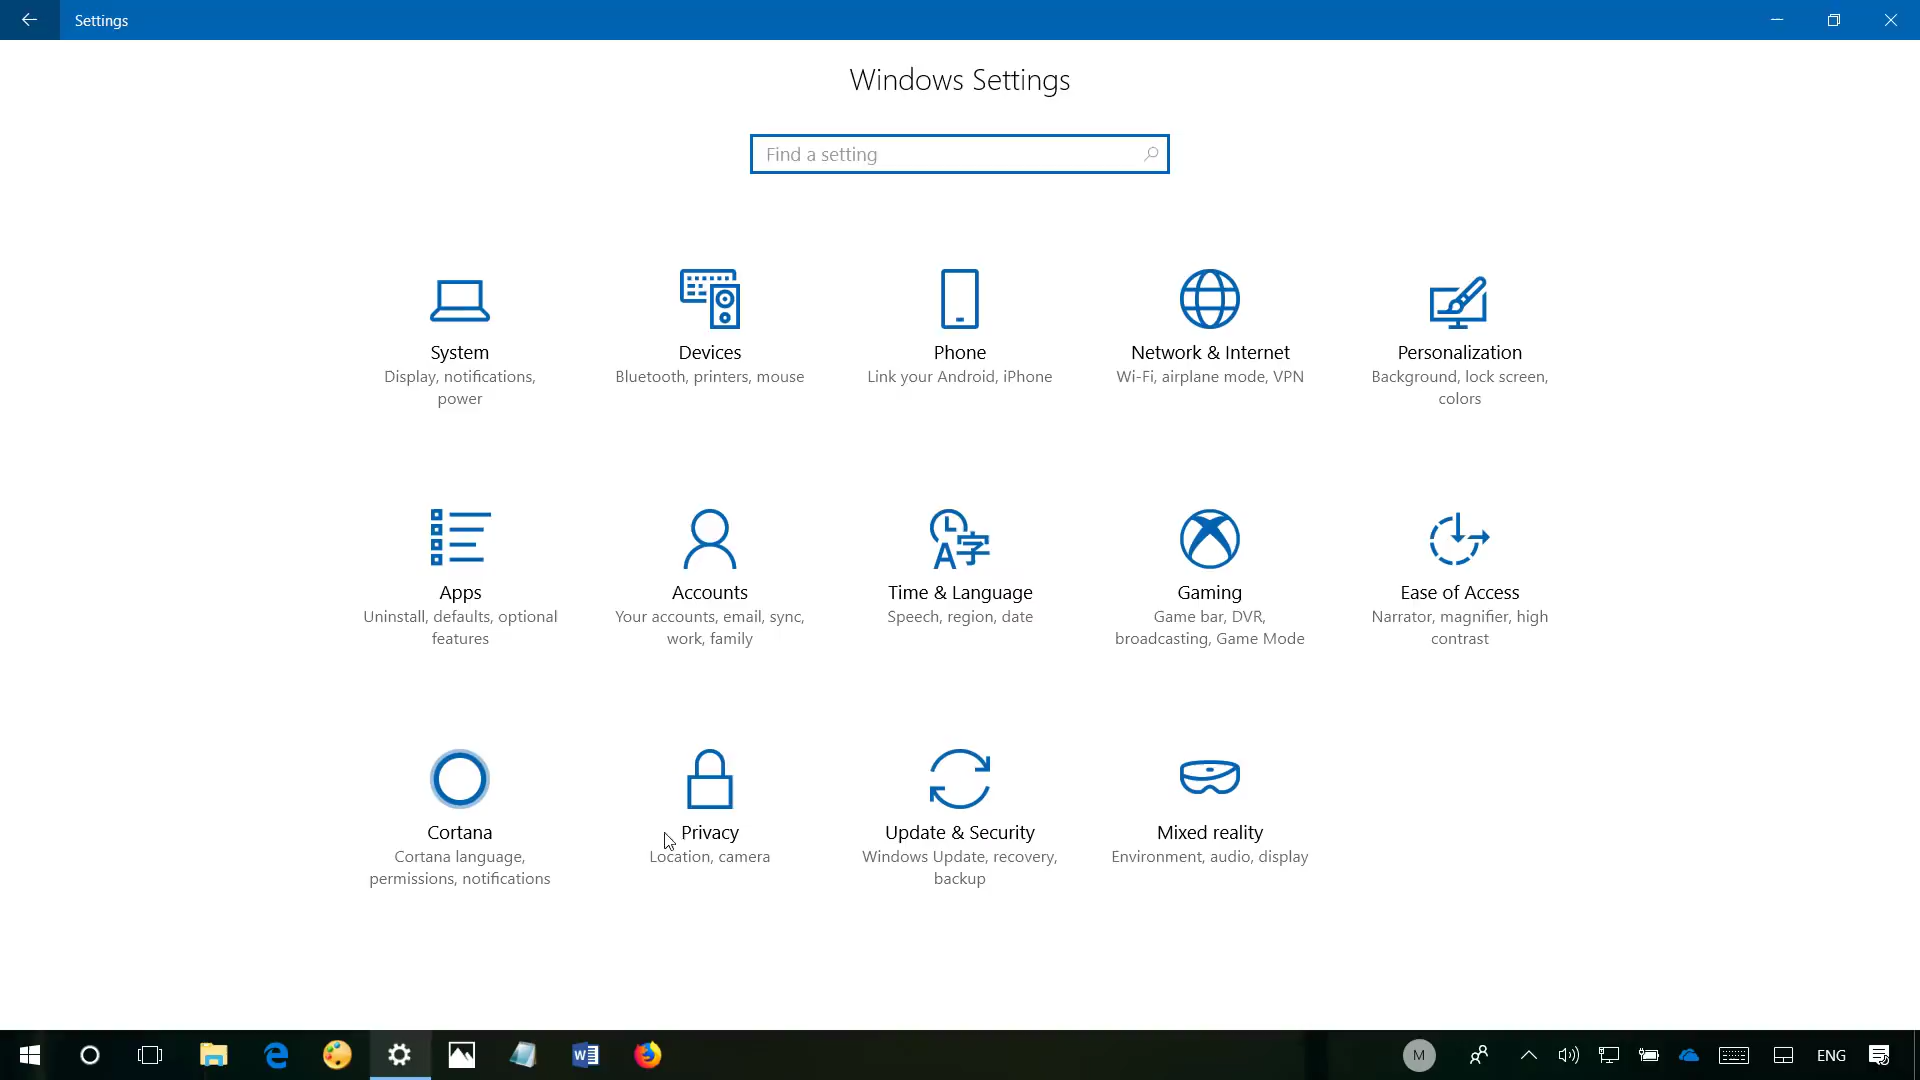 Settings
Windows Settings
Find a setting
System
Display, notifications,
power
Devices
Bluetooth, printers, mouse
Phone
Link your Android, iPhone
Network & Internet
Wi-Fi, airplane mode, VPN
Personalization
Background, lock screen,
colors
Apps
Uninstall, defaults, optional
features
Accounts
Your accounts, email, sync,
work, family
Time & Language
Speech, region, date
Gaming
Game bar, DVR,
broadcasting, Game Mode
Ease of Access
Narrator, magnifier, high
contrast
Cortana
Cortana language,
permissions, notifications
Privacy
Location, camera
Update & Security
Windows Update, recovery,
backup
Mixed reality
Environment, audio, display
M
ENG